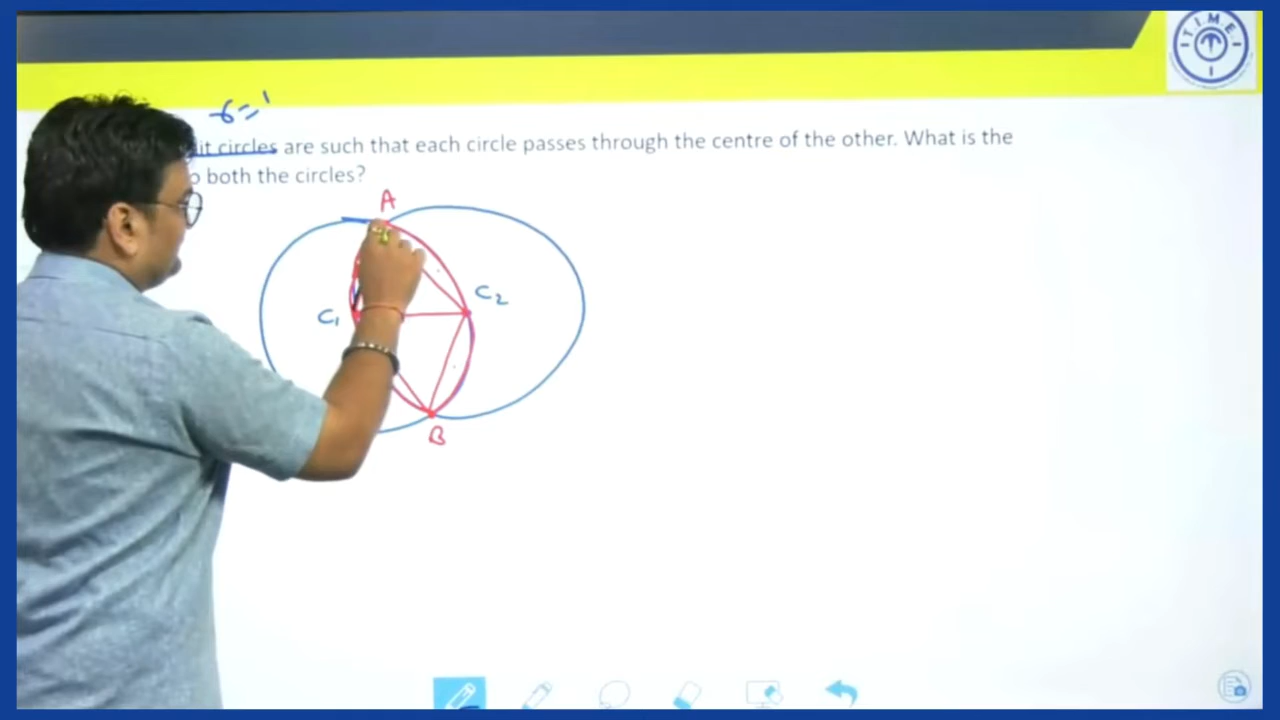 r=1
it circles are such that each circle passes through the centre of the other. What is the
o both the circles?
A
C₂
C₁
B
T.I.M.E.